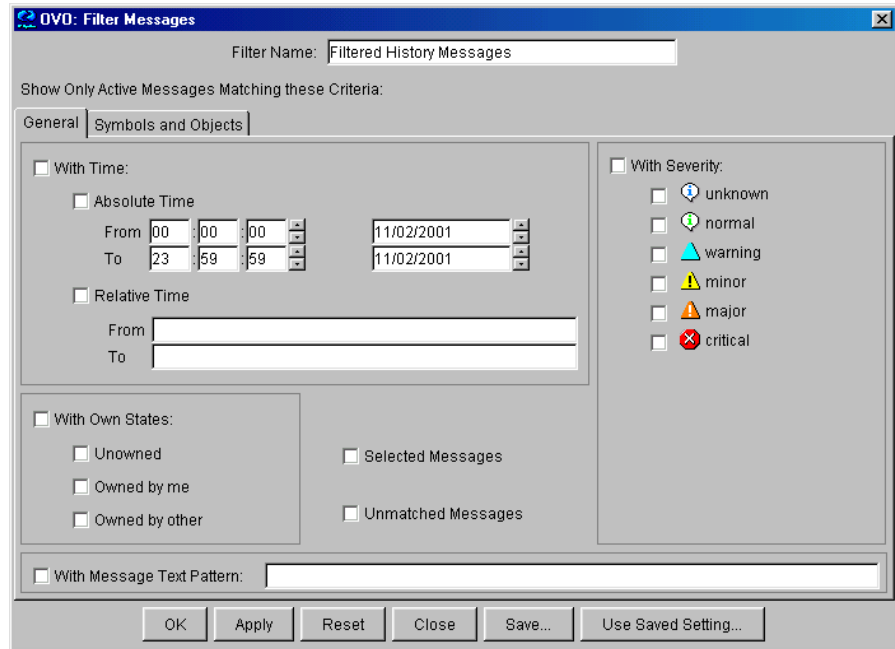 OVO: Filter Messages
Filter Name: Filtered History Messages
Show Only Active Messages Matching these Criteria:
General Symbols and Objects
With Time:
Absolute Time
From 00 :00 :00 11/02/2001
To 23 :59 :59 11/02/2001
Relative Time
From
To
With Severity:
unknown
normal
warning
minor
major
critical
With Own States:
Unowned
Owned by me
Owned by other
Selected Messages
Unmatched Messages
With Message Text Pattern:
OK Apply Reset Close Save... Use Saved Setting...